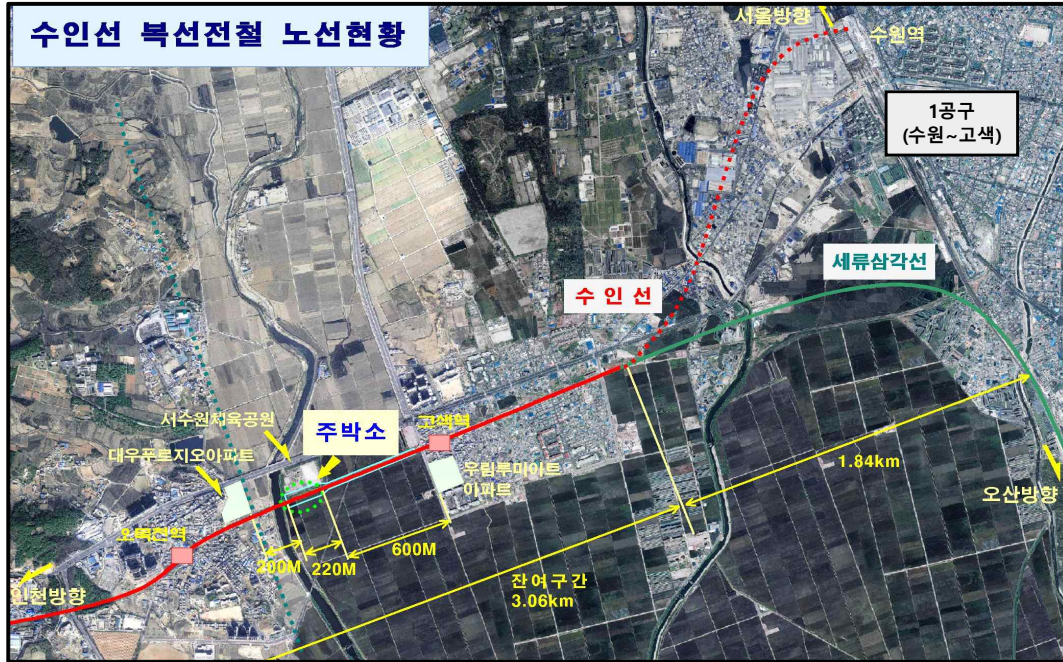 수인선 복선전철 노선현황
서울방향
수원역
1공구
(수원~고색)
세류삼각선
수 인 선
서수원체육공원
주박소
고색역
대우푸르지오아파트
우림루미아트
아파트
1.84km
오산방향
오목천역
600M
200M
220M
인천방향
잔여구간
3.06km